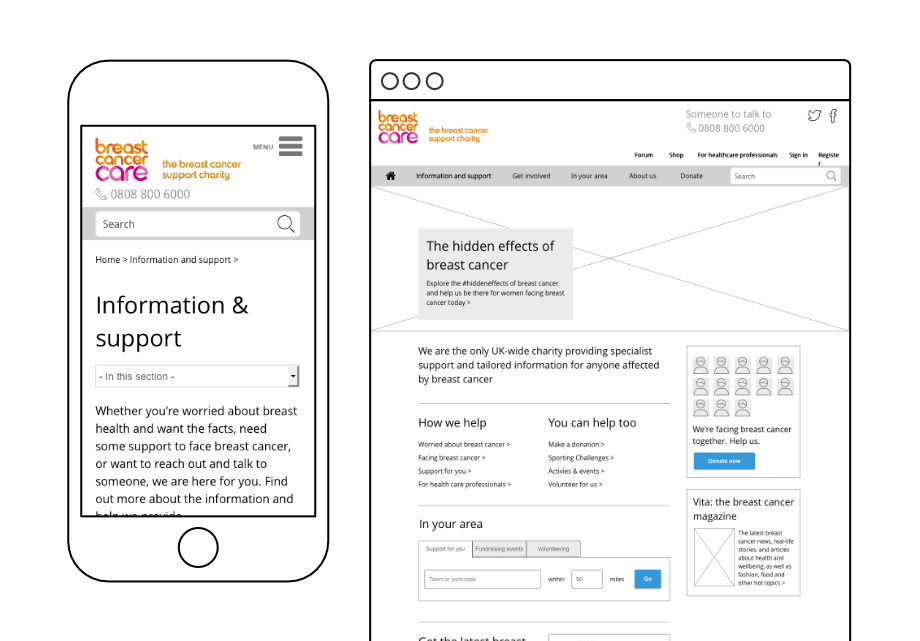 breast
cancer
care
the breast cancer
support charity
MENU
0808 800 6000
Search
Home > Information and support >
Information &
support
- In this section -
Whether you're worried about breast
health and want the facts, need
some support to face breast cancer,
or want to reach out and talk to
someone, we are here for you. Find
out more about the information and
help we provide
breast
cancer
care
the breast cancer
support charity
Someone to talk to
0808 800 6000
Forum Shop For healthcare professionals Sign in Registe
r
Information and support Get involved In your area About us Donate Search
The hidden effects of
breast cancer
Explore the #hiddeneffects of breast cancer
and help us be there for women facing breast
cancer today >
We are the only UK-wide charity providing specialist
support and tailored information for anyone affected
by breast cancer
How we help
Worried about breast cancer >
Facing breast cancer >
Support for you >
For health care professionals >
You can help too
Make a donation >
Sporting Challenges >
Activies & events >
Volunteer for us >
In your area
Support for you Fundraising events Volunteering
Town or postcode within 50 miles Go
Get the latest breast
We're facing breast cancer
together. Help us.
Donate now
Vita: the breast cancer
magazine
The latest breast
cancer news, real-life
stories, and articles
about health and
wellbeing, as well as
fashion, food and
other hot topics >